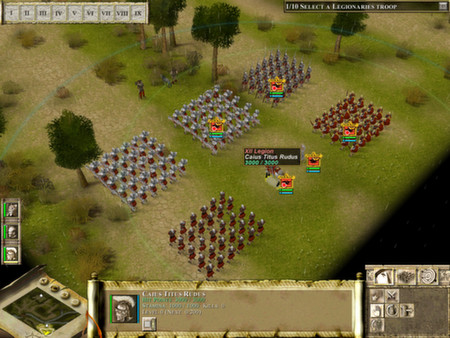 I II III IV V VI VII VIII IX
1/10 Select a Legionaries troop
XII Legion
Caius Titus Rudus
3000 / 3000
Caius Titus Rudus